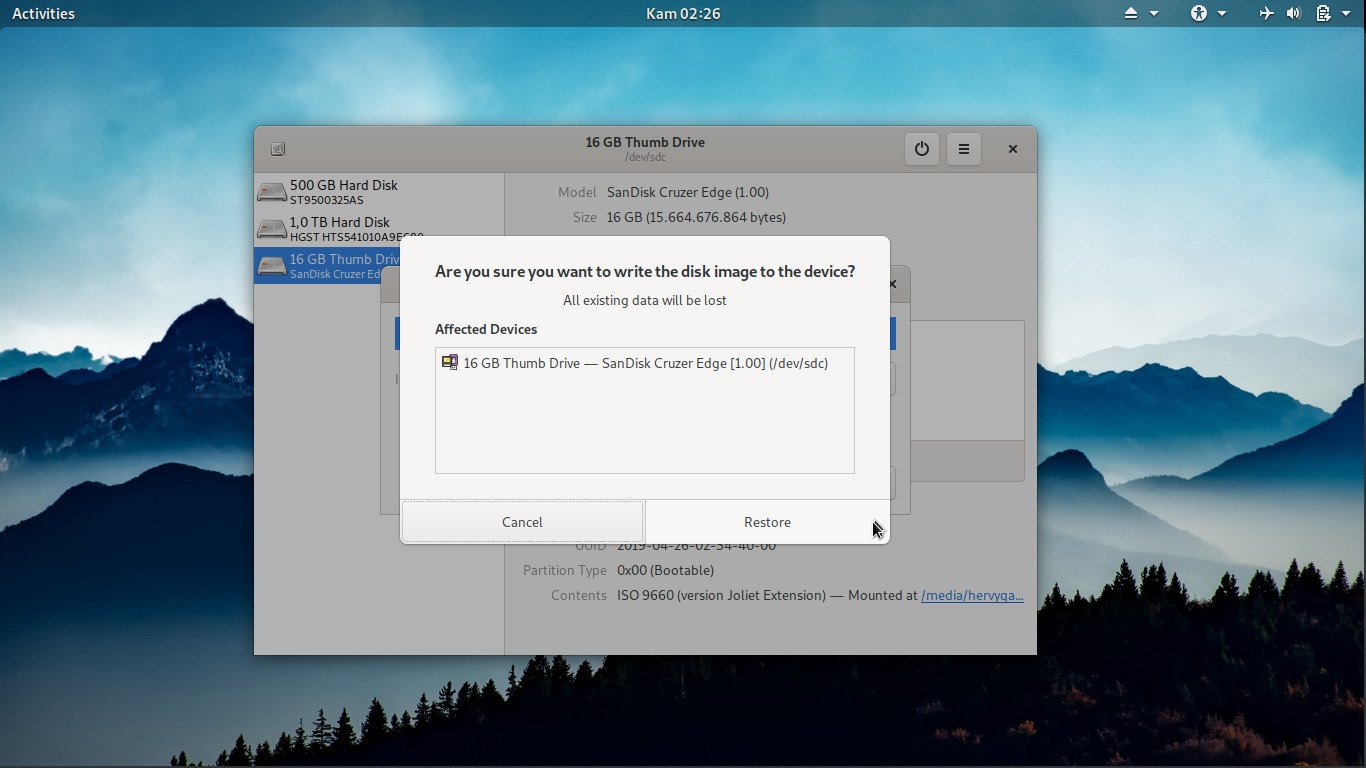 Activities
Kam 02:26
16 GB Thumb Drive
/dev/sdc
500 GB Hard Disk
ST9500325AS
1,0 TB Hard Disk
HGST HTS541010A9E680
16 GB Thumb Driv
SanDisk Cruzer Ed
Model SanDisk Cruzer Edge (1.00)
Size 16 GB (15.664.676.864 bytes)
Are you sure you want to write the disk image to the device?
All existing data will be lost
Affected Devices
16 GB Thumb Drive — SanDisk Cruzer Edge [1.00] (/dev/sdc)
Cancel
Restore
UUID 2019-04-26-02-34-40-00
Partition Type 0x00 (Bootable)
Contents ISO 9660 (version Joliet Extension) — Mounted at /media/hervyqa...